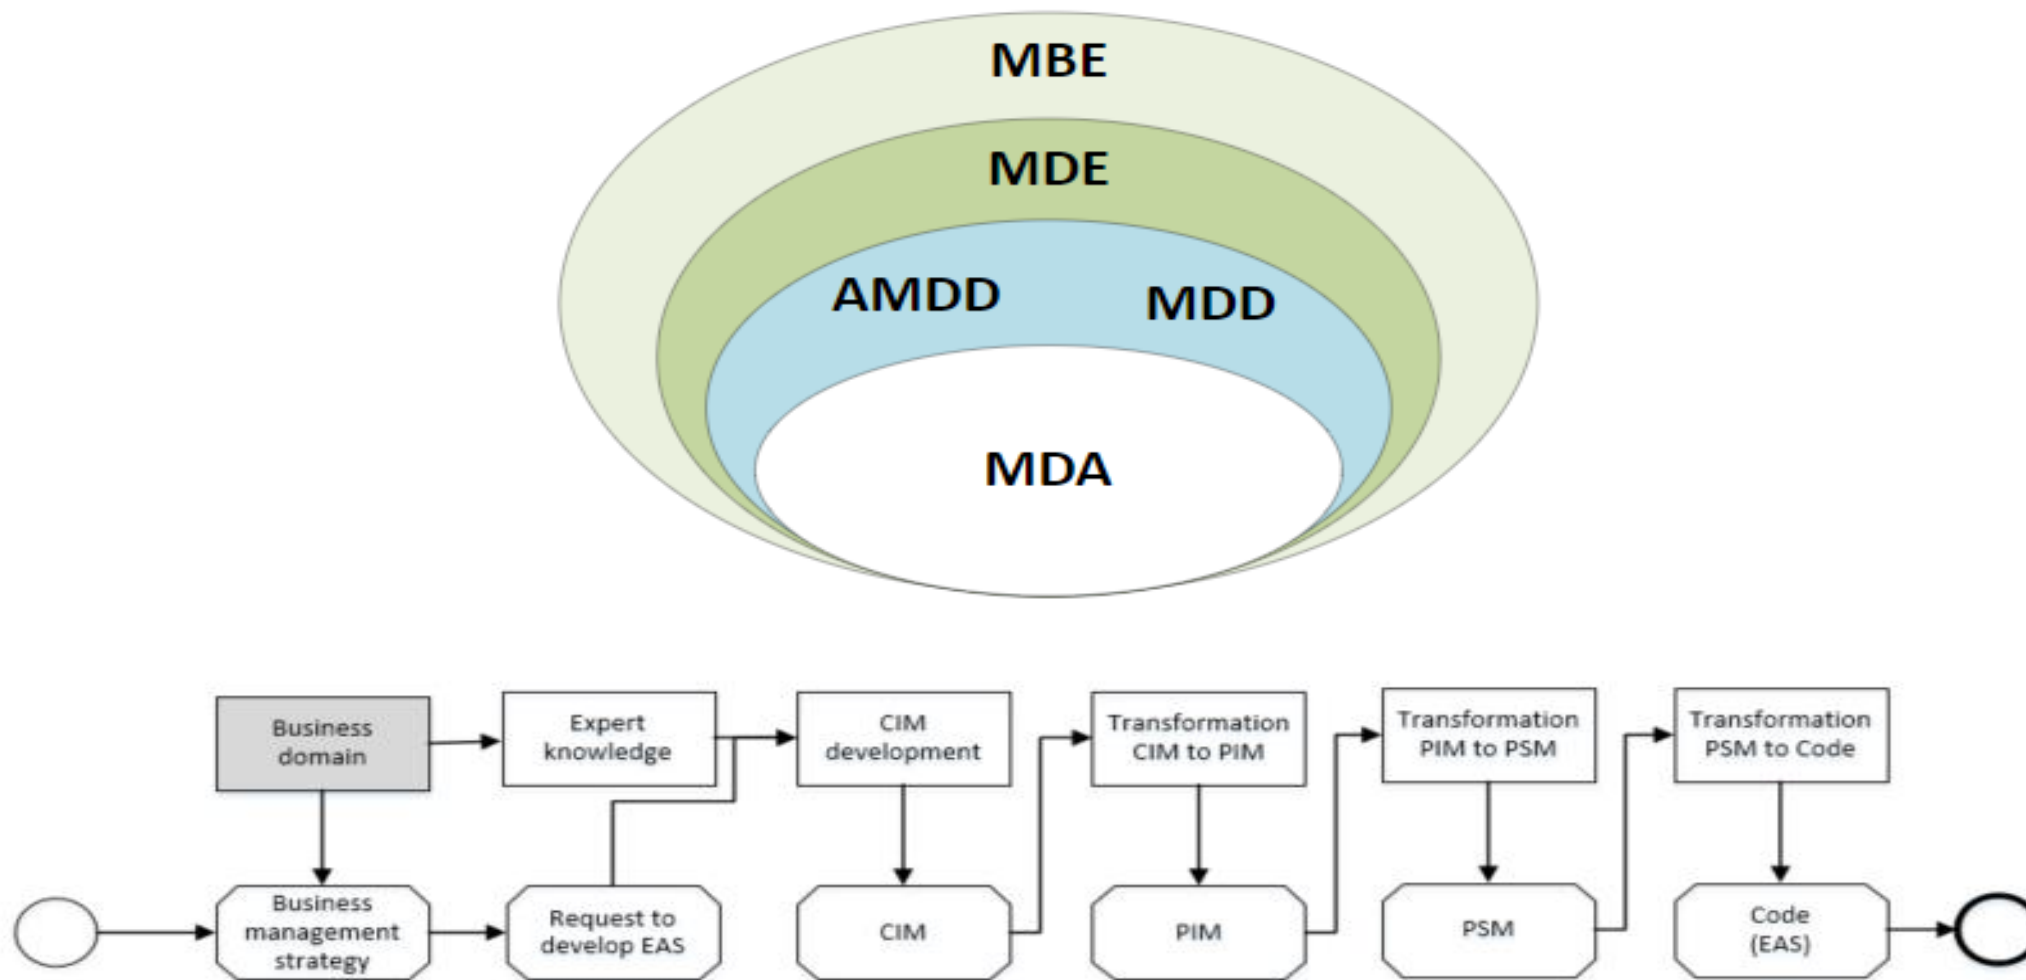 MBE
MDE
AMDD
MDD
MDA
Business
domain
Expert
knowledge
CIM
development
Transformation
CIM to PIM
Transformation
PIM to PSM
Transformation
PSM to Code
Business
management
strategy
Request to
develop EAS
CIM
PIM
PSM
Code
(EAS)